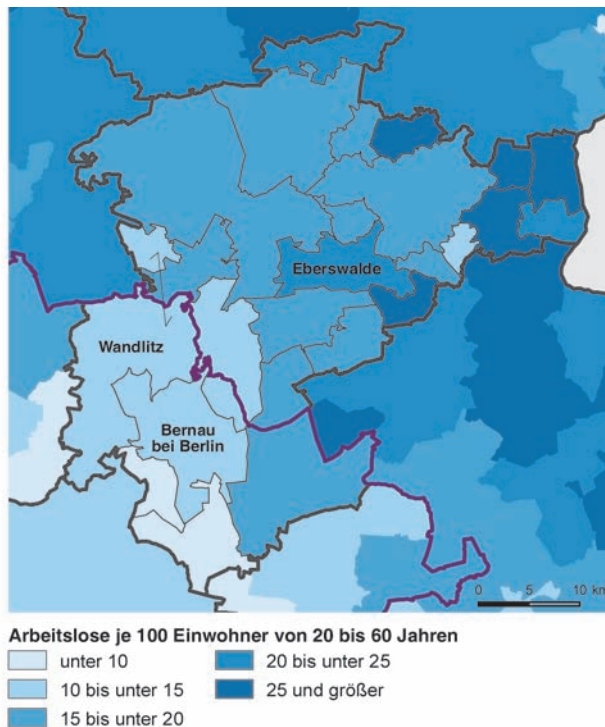 Eberswalde
Wandlitz
Bernau
bei Berlin
0 5 10 km
Arbeitslose je 100 Einwohner von 20 bis 60 Jahren
unter 10
10 bis unter 15
15 bis unter 20
20 bis unter 25
25 und größer